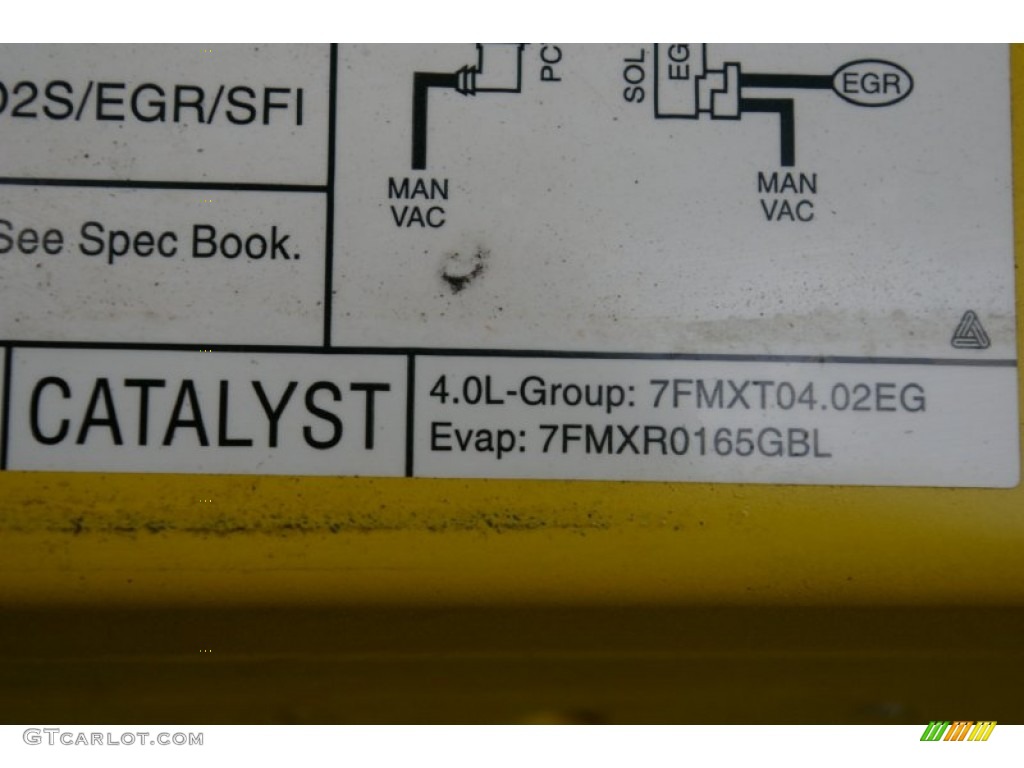 PC
SOL
EG
EGR
O2S/EGR/SFI
MAN
VAC
MAN
VAC
See Spec Book.
CATALYST
4.0L-Group: 7FMXT04.02EG
Evap: 7FMXR0165GBL
GTcarlot.com